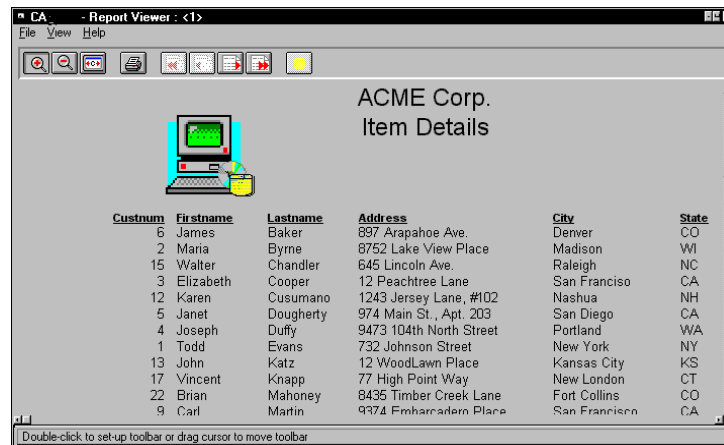 CA - Report Viewer : <1>
File View Help
ACME Corp.
Item Details
Custnum Firstname Lastname Address City State
6 James Baker 897 Arapahoe Ave. Denver CO
2 Maria Byrne 8752 Lake View Place Madison WI
15 Walter Chandler 645 Lincoln Ave. Raleigh NC
3 Elizabeth Cooper 12 Peachtree Lane San Franciso CA
12 Karen Cusumano 1243 Jersey Lane, #102 Nashua NH
5 Janet Dougherty 974 Main St., Apt. 203 San Diego CA
4 Joseph Duffy 9473 104th North Street Portland WA
1 Todd Evans 732 Johnson Street New York NY
13 John Katz 12 WoodLawn Place Kansas City KS
17 Vincent Knapp 77 High Point Way New London CT
22 Brian Mahoney 8435 Timber Creek Lane Fort Collins CO
9 Carl Martin 9374 Embarcadero Place San Francisco CA
Double-click to set-up toolbar or drag cursor to move toolbar